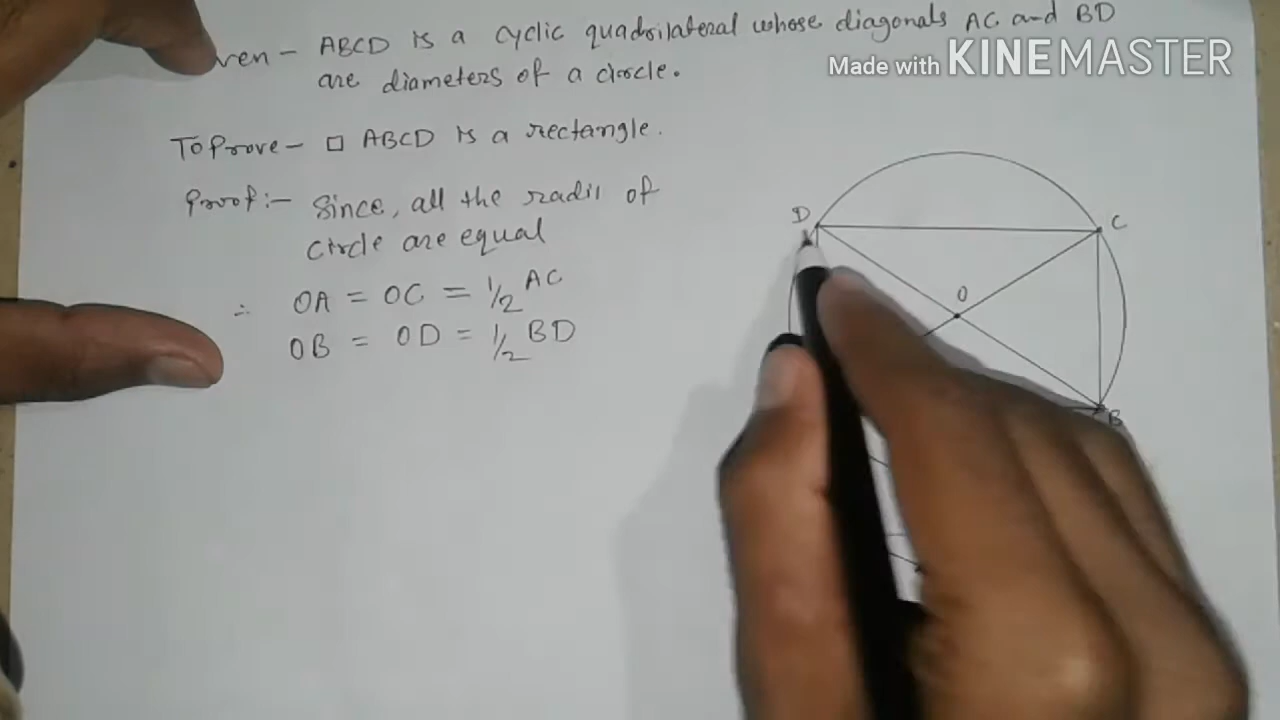 ven – ABCD is a cyclic quadrilateral whose diagonals AC and BD
are diameters of a circle.
Made with KINEMASTER
To Prove – □ ABCD is a rectangle.
Proof :– Since, all the radii of
circle are equal
∴ OA = OC = 1/2 AC
OB = OD = 1/2 BD
D
C
O
B